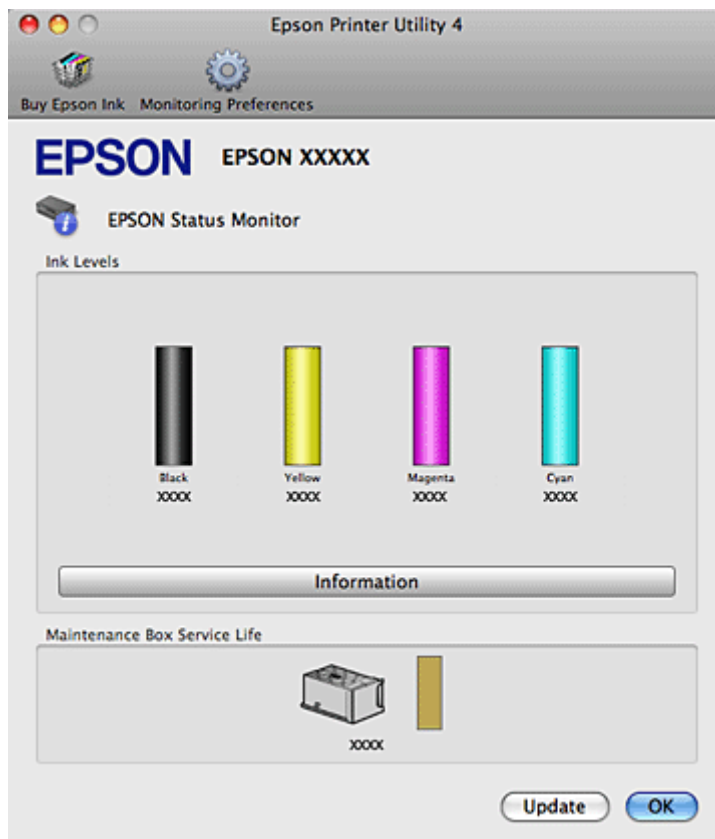 Epson Printer Utility 4
Buy Epson Ink Monitoring Preferences
EPSON EPSON XXXXX
EPSON Status Monitor
Ink Levels
Black Yellow Magenta Cyan
XXXX XXXX XXXX XXXX
Information
Maintenance Box Service Life
XXXX
Update OK